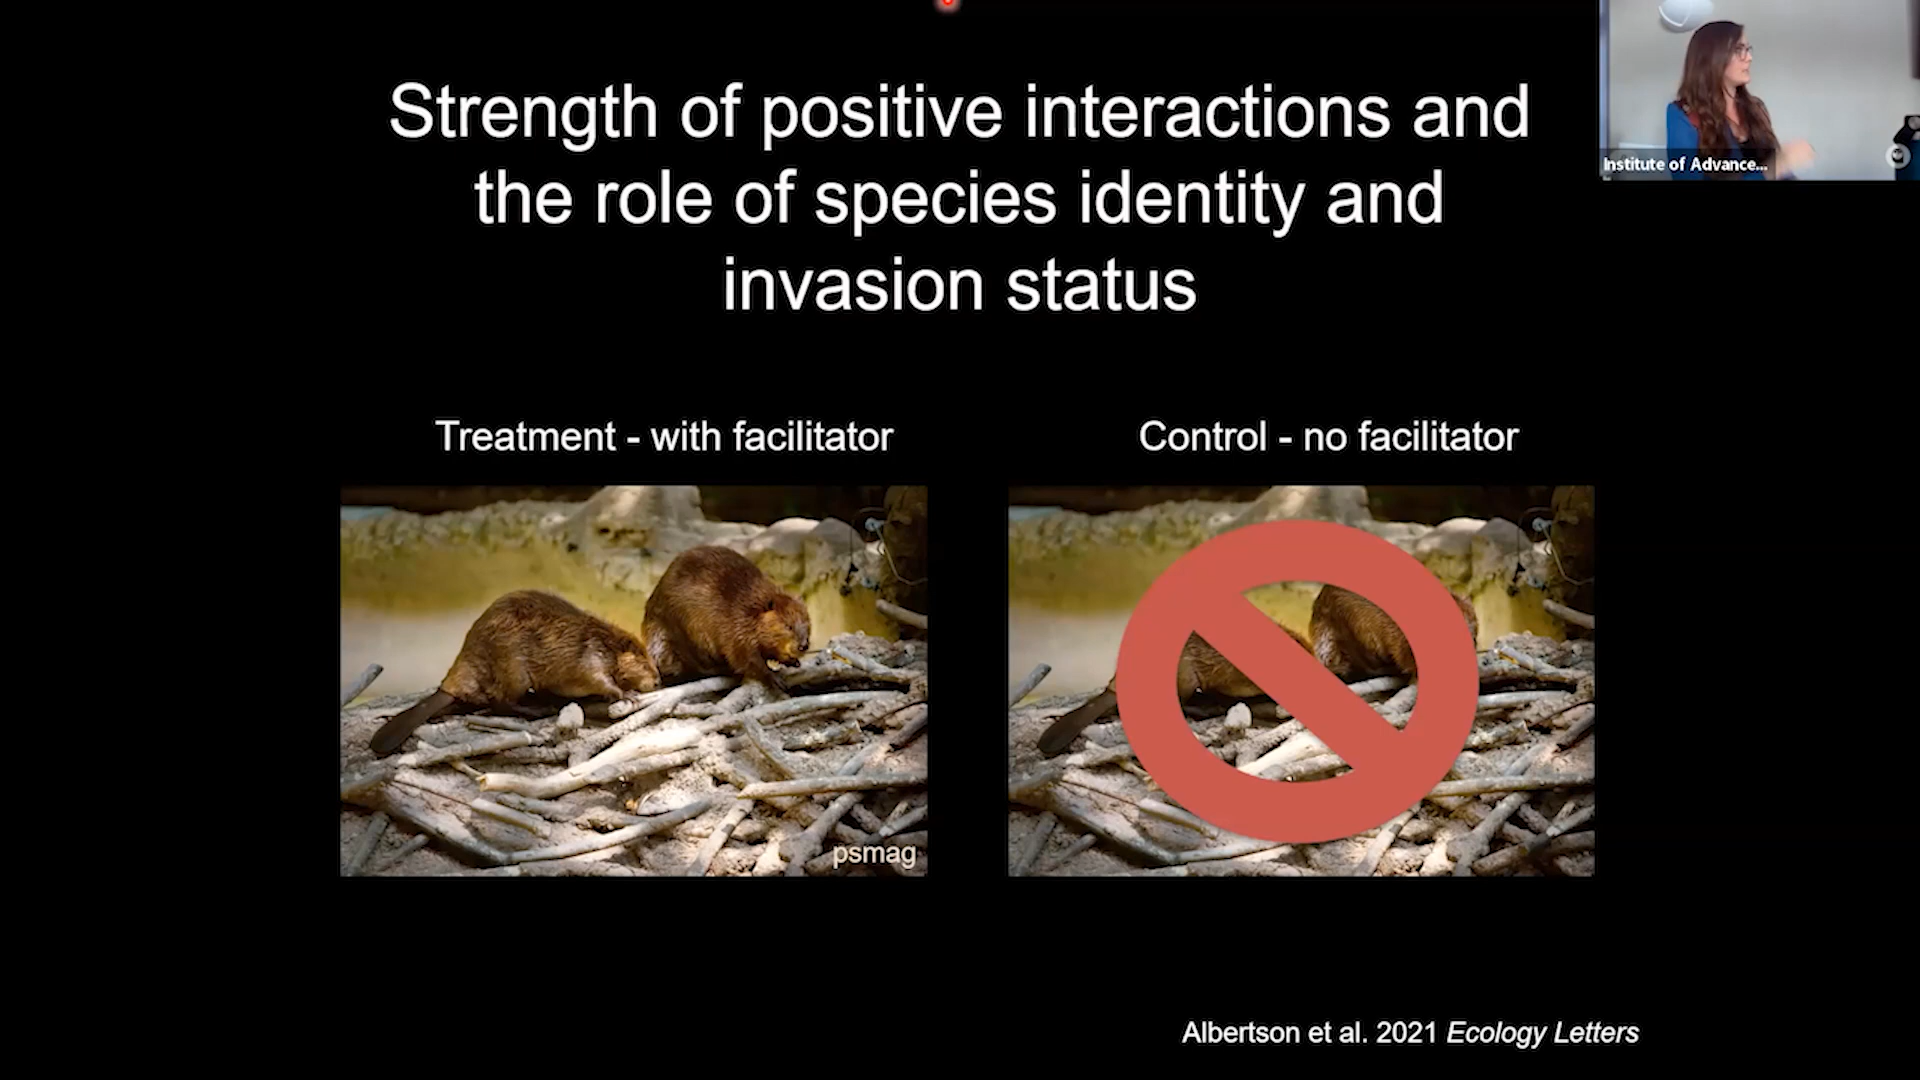 Strength of positive interactions and
the role of species identity and
invasion status
Institute of Advance...
Treatment - with facilitator
Control - no facilitator
psmag
Albertson et al. 2021 Ecology Letters